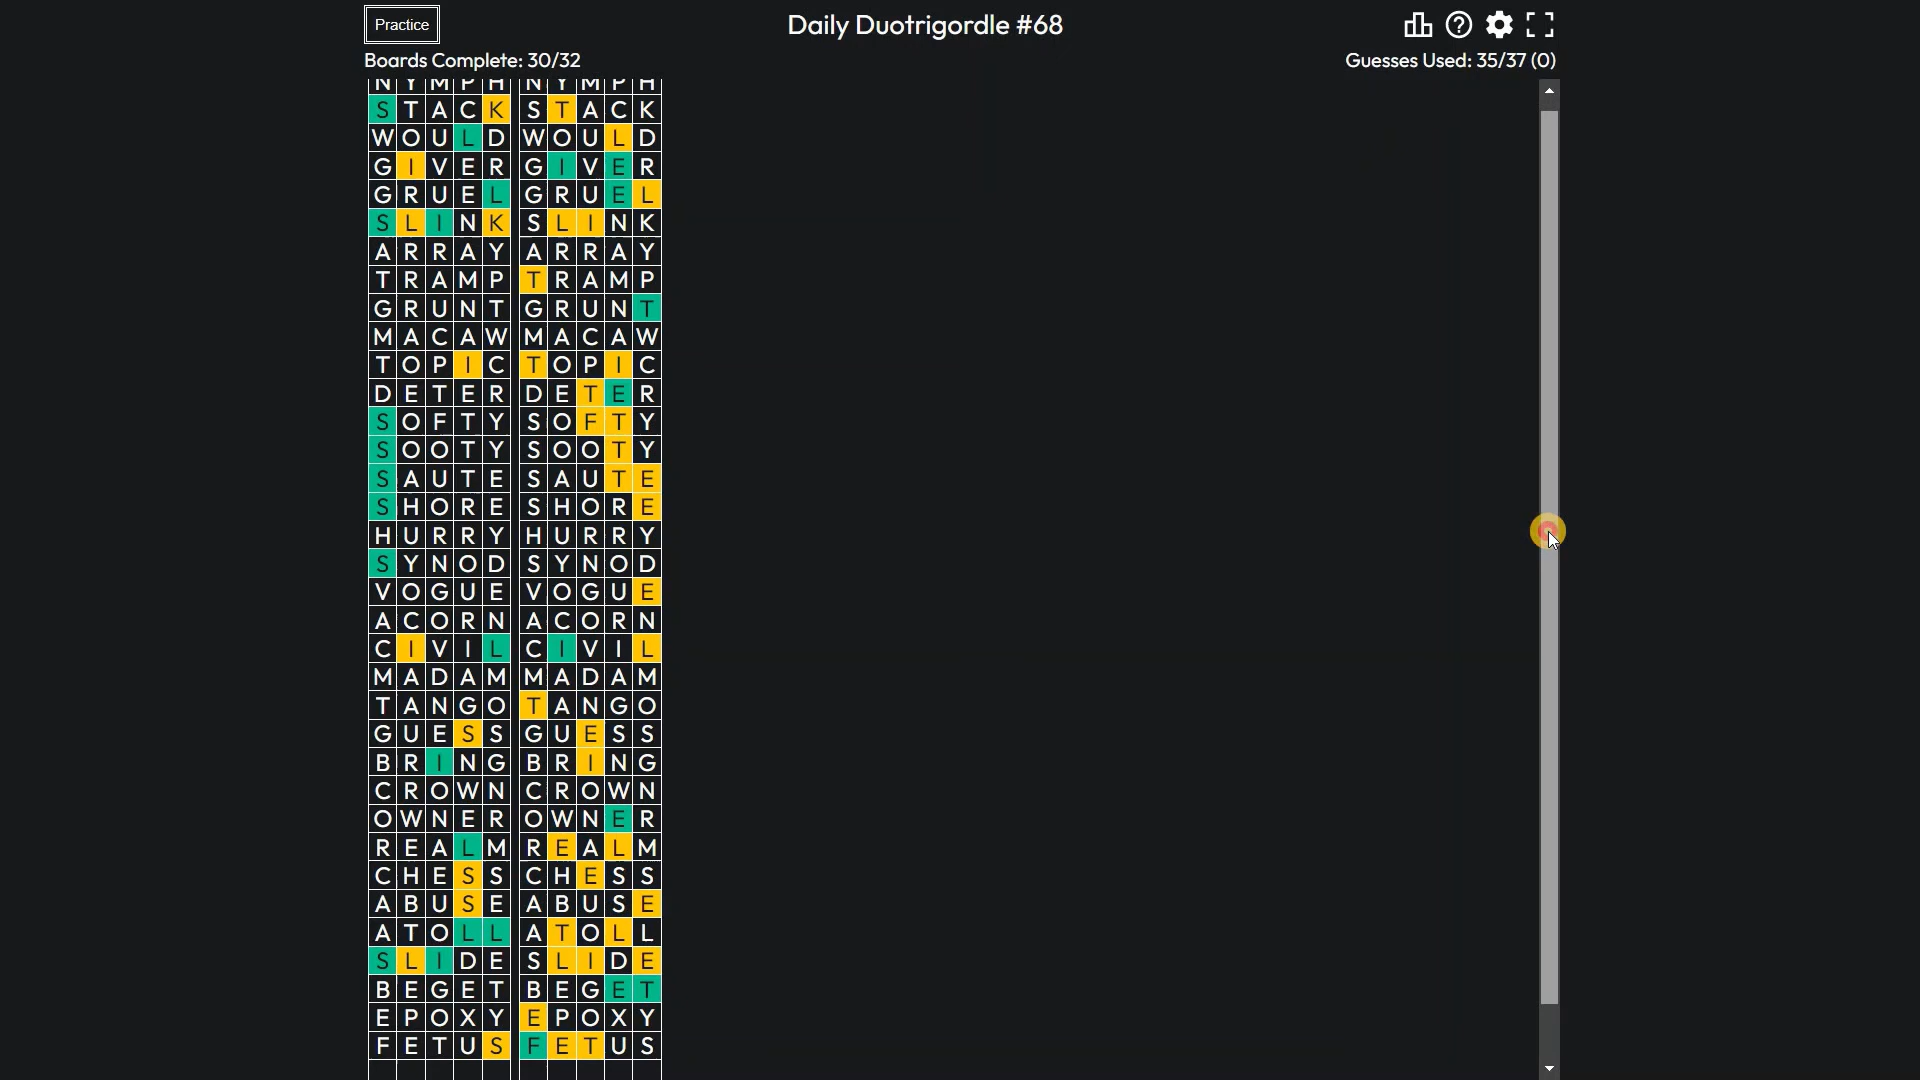 Practice
Daily Duotrigordle #68
Boards Complete: 30/32
Guesses Used: 35/37 (0)
NYMPH NYMPH
STACK STACK
WOULD WOULD
GIVER GIVER
GRUEL GRUEL
SLINK SLINK
ARRAY ARRAY
TRAMP TRAMP
GRUNT GRUNT
MACAW MACAW
TOPIC TOPIC
DETER DETER
SOFTY SOFTY
SOOTY SOOTY
SAUTE SAUTE
SHORE SHORE
HURRY HURRY
SYNOD SYNOD
VOGUE VOGUE
ACORN ACORN
CIVIL CIVIL
MADAM MADAM
TANGO TANGO
GUESS GUESS
BRING BRING
CROWN CROWN
OWNER OWNER
REALM REALM
CHESS CHESS
ABUSE ABUSE
ATOLL ATOLL
SLIDE SLIDE
BEGET BEGET
EPOXY EPOXY
FETUS FETUS